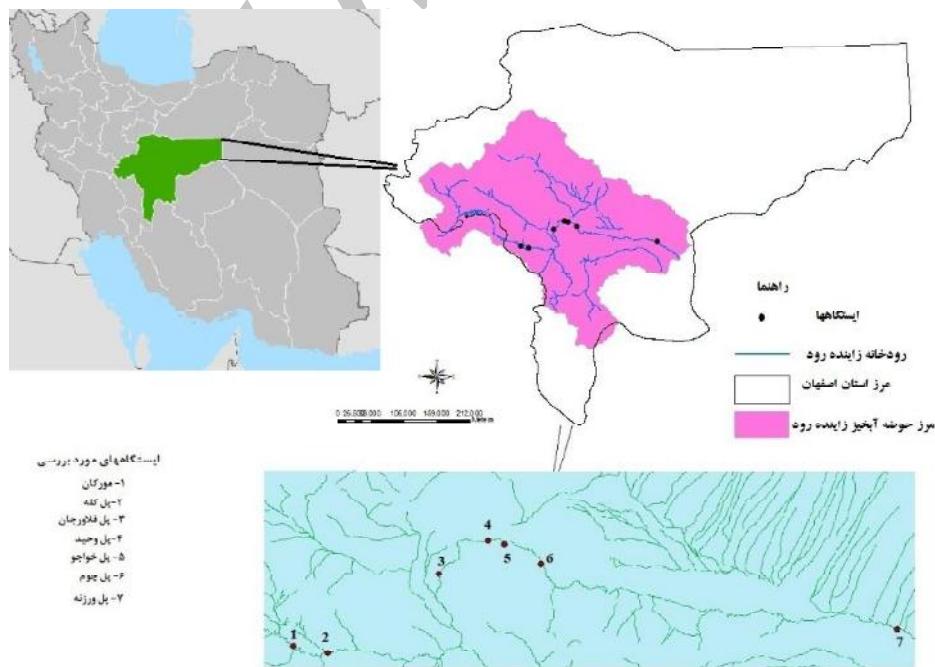 راهنما
ایستگاهها
رودخانه زاینده رود
مرز استان اصفهان
مرز حوضه آبخیز زاینده رود
ایستگاههای مورد بررسی
۱- مورکان
۲- پل کله
۳- پل فلاورجان
۴- پل وحید
۵- پل خواجو
۶- پل چوم
۷- پل ورزنه
1
2
3
4
5
6
7